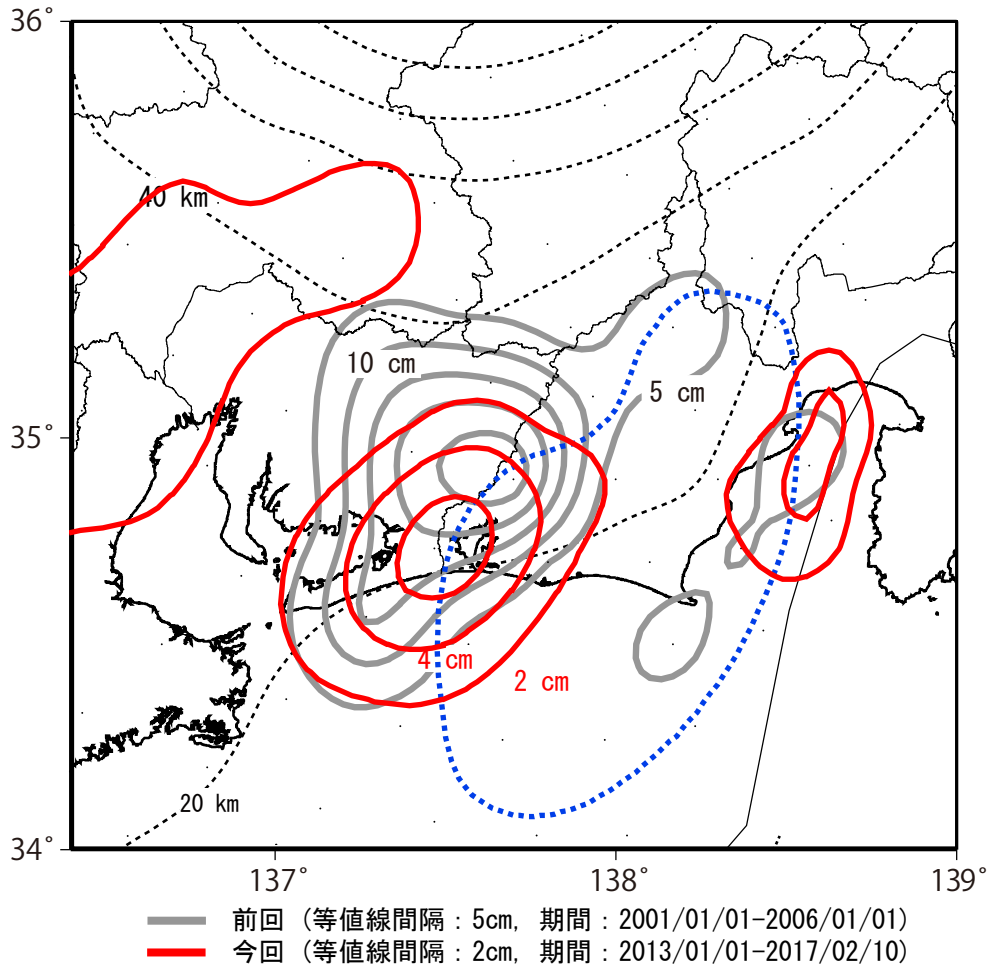 36°
40 km
10 cm
5 cm
35°
4 cm
2 cm
20 km
34°
137°
138°
139°
前回 (等値線間隔：5cm, 期間：2001/01/01-2006/01/01)
今回 (等値線間隔：2cm, 期間：2013/01/01-2017/02/10)